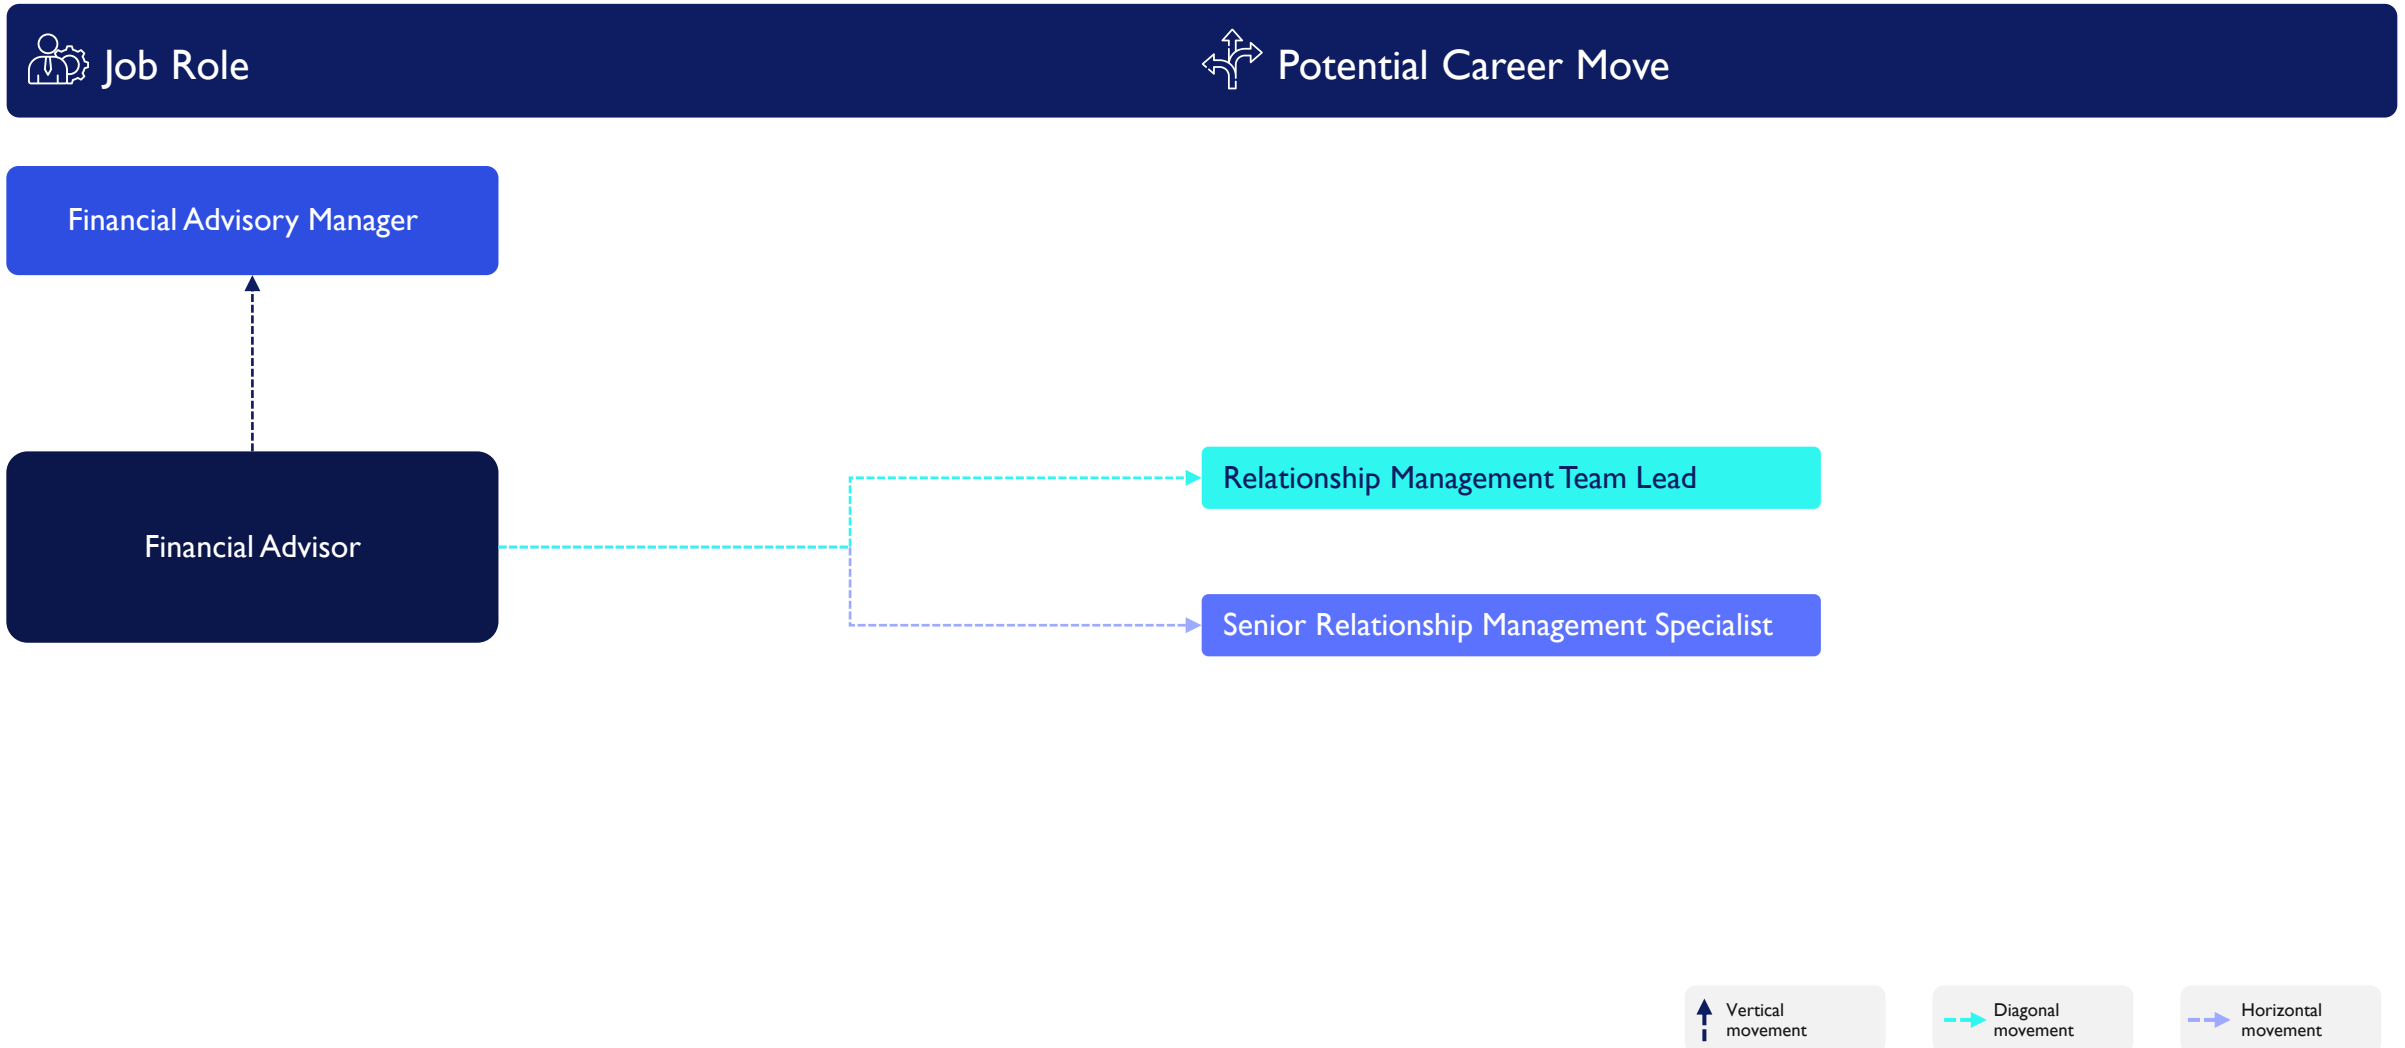 Job Role
Potential Career Move
Financial Advisory Manager
Financial Advisor
Relationship Management Team Lead
Senior Relationship Management Specialist
Vertical
movement
Diagonal
movement
Horizontal
movement